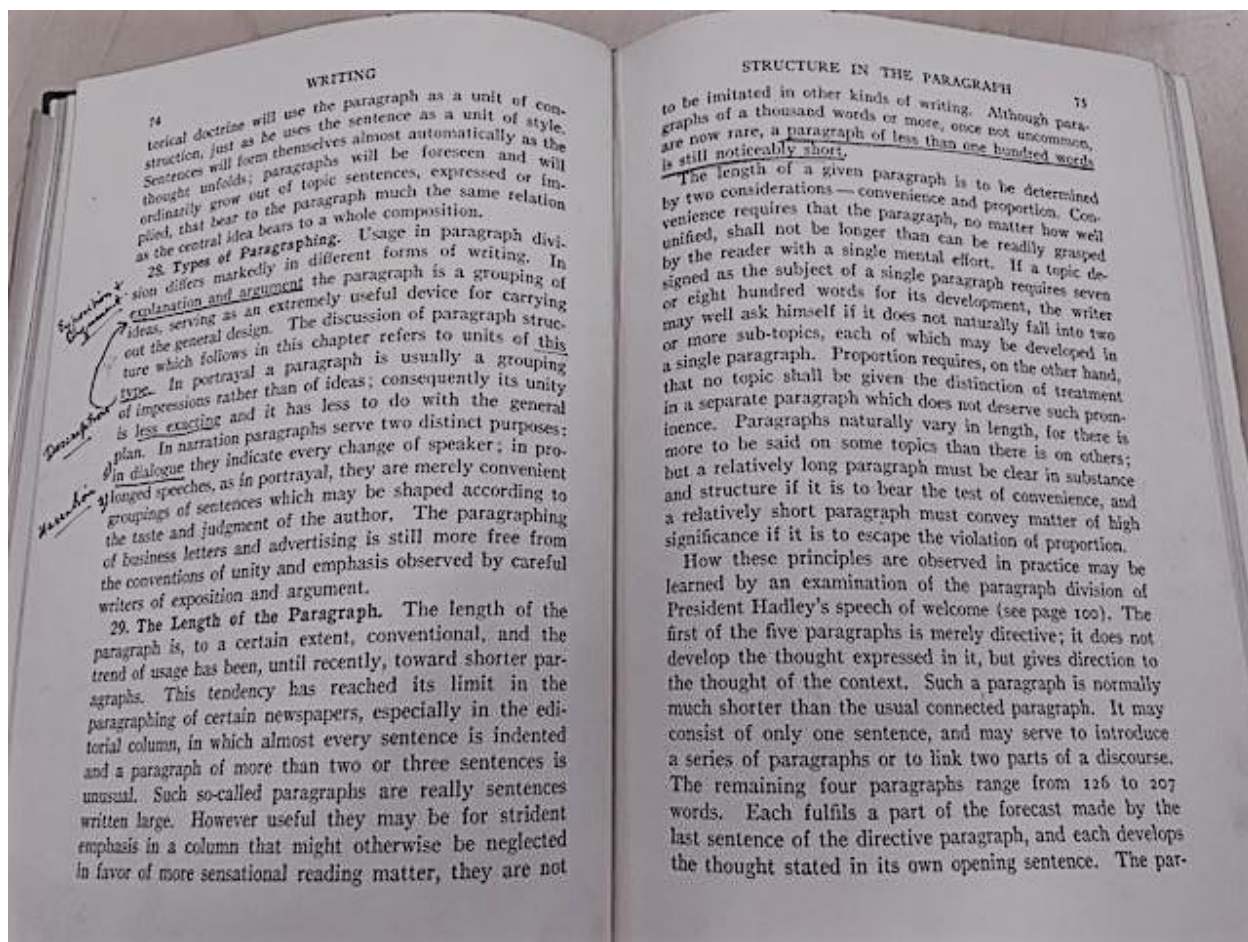 WRITING
74
torical doctrine will use the paragraph as a unit of con-
struction, just as he uses the sentence as a unit of style.
Sentences will form themselves almost automatically as the
thought unfolds; paragraphs will be foreseen and will
ordinarily grow out of topic sentences, expressed or im-
plied, that bear to the paragraph much the same relation
as the central idea bears to a whole composition.
28. Types of Paragraphing. Usage in paragraph divi-
sion differs markedly in different forms of writing. In
explanation and argument the paragraph is a grouping of
ideas, serving as an extremely useful device for carrying
out the general design. The discussion of paragraph struc-
ture which follows in this chapter refers to units of this
type. In portrayal a paragraph is usually a grouping
of impressions rather than of ideas; consequently its unity
is less exacting and it has less to do with the general
plan. In narration paragraphs serve two distinct purposes:
in dialogue they indicate every change of speaker; in pro-
longed speeches, as in portrayal, they are merely convenient
groupings of sentences which may be shaped according to
the taste and judgment of the author. The paragraphing
of business letters and advertising is still more free from
the conventions of unity and emphasis observed by careful
writers of exposition and argument.
29. The Length of the Paragraph. The length of the
paragraph is, to a certain extent, conventional, and the
trend of usage has been, until recently, toward shorter par-
agraphs. This tendency has reached its limit in the
paragraphing of certain newspapers, especially in the edi-
torial column, in which almost every sentence is indented
and a paragraph of more than two or three sentences is
unusual. Such so-called paragraphs are really sentences
written large. However useful they may be for strident
emphasis in a column that might otherwise be neglected
in favor of more sensational reading matter, they are not
Description
Narration
STRUCTURE IN THE PARAGRAPH
75
to be imitated in other kinds of writing. Although para-
graphs of a thousand words or more, once not uncommon,
are now rare, a paragraph of less than one hundred words
is still noticeably short.
The length of a given paragraph is to be determined
by two considerations — convenience and proportion. Con-
venience requires that the paragraph, no matter how well
unified, shall not be longer than can be readily grasped
by the reader with a single mental effort. If a topic de-
signed as the subject of a single paragraph requires seven
or eight hundred words for its development, the writer
may well ask himself if it does not naturally fall into two
or more sub-topics, each of which may be developed in
a single paragraph. Proportion requires, on the other hand,
that no topic shall be given the distinction of treatment
in a separate paragraph which does not deserve such prom-
inence. Paragraphs naturally vary in length, for there is
more to be said on some topics than there is on others;
but a relatively long paragraph must be clear in substance
and structure if it is to bear the test of convenience, and
a relatively short paragraph must convey matter of high
significance if it is to escape the violation of proportion.
How these principles are observed in practice may be
learned by an examination of the paragraph division of
President Hadley's speech of welcome (see page 100). The
first of the five paragraphs is merely directive; it does not
develop the thought expressed in it, but gives direction to
the thought of the context. Such a paragraph is normally
much shorter than the usual connected paragraph. It may
consist of only one sentence, and may serve to introduce
a series of paragraphs or to link two parts of a discourse.
The remaining four paragraphs range from 126 to 207
words. Each fulfils a part of the forecast made by the
last sentence of the directive paragraph, and each develops
the thought stated in its own opening sentence. The par-